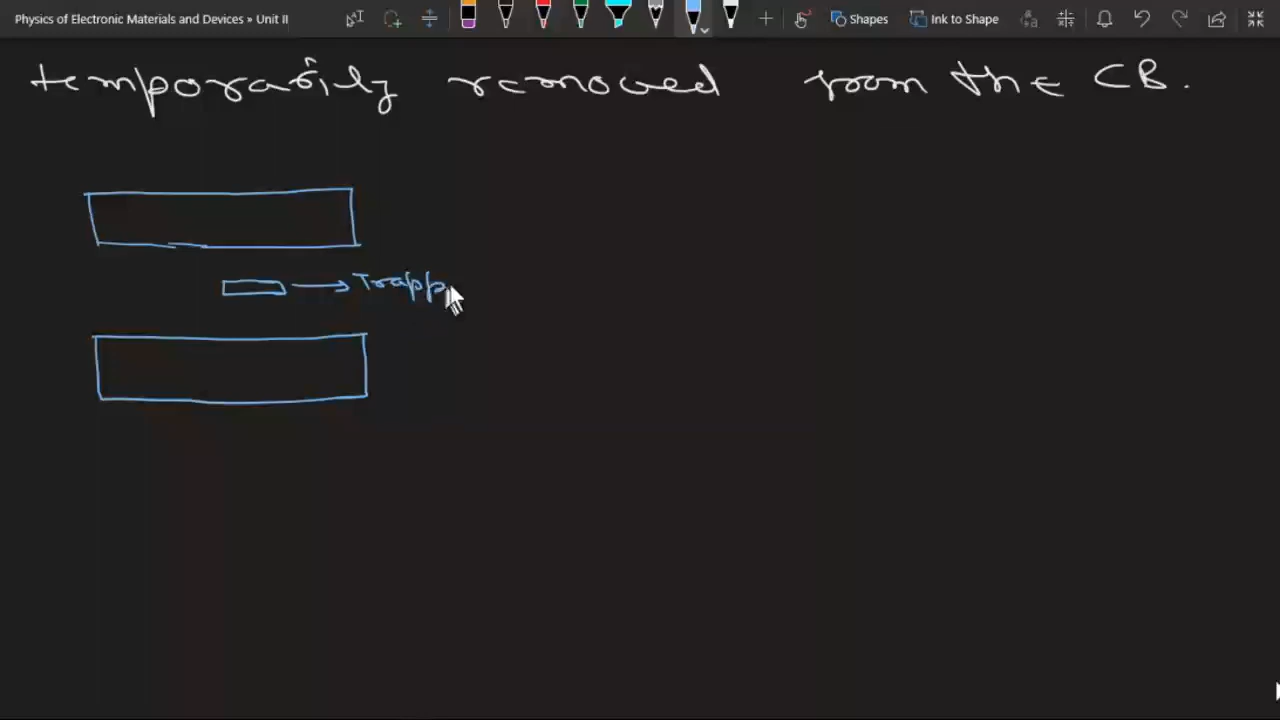 Physics of Electronic Materials and Devices » Unit II
Shapes
Ink to Shape
temporarily removed from the CB.
Trapp